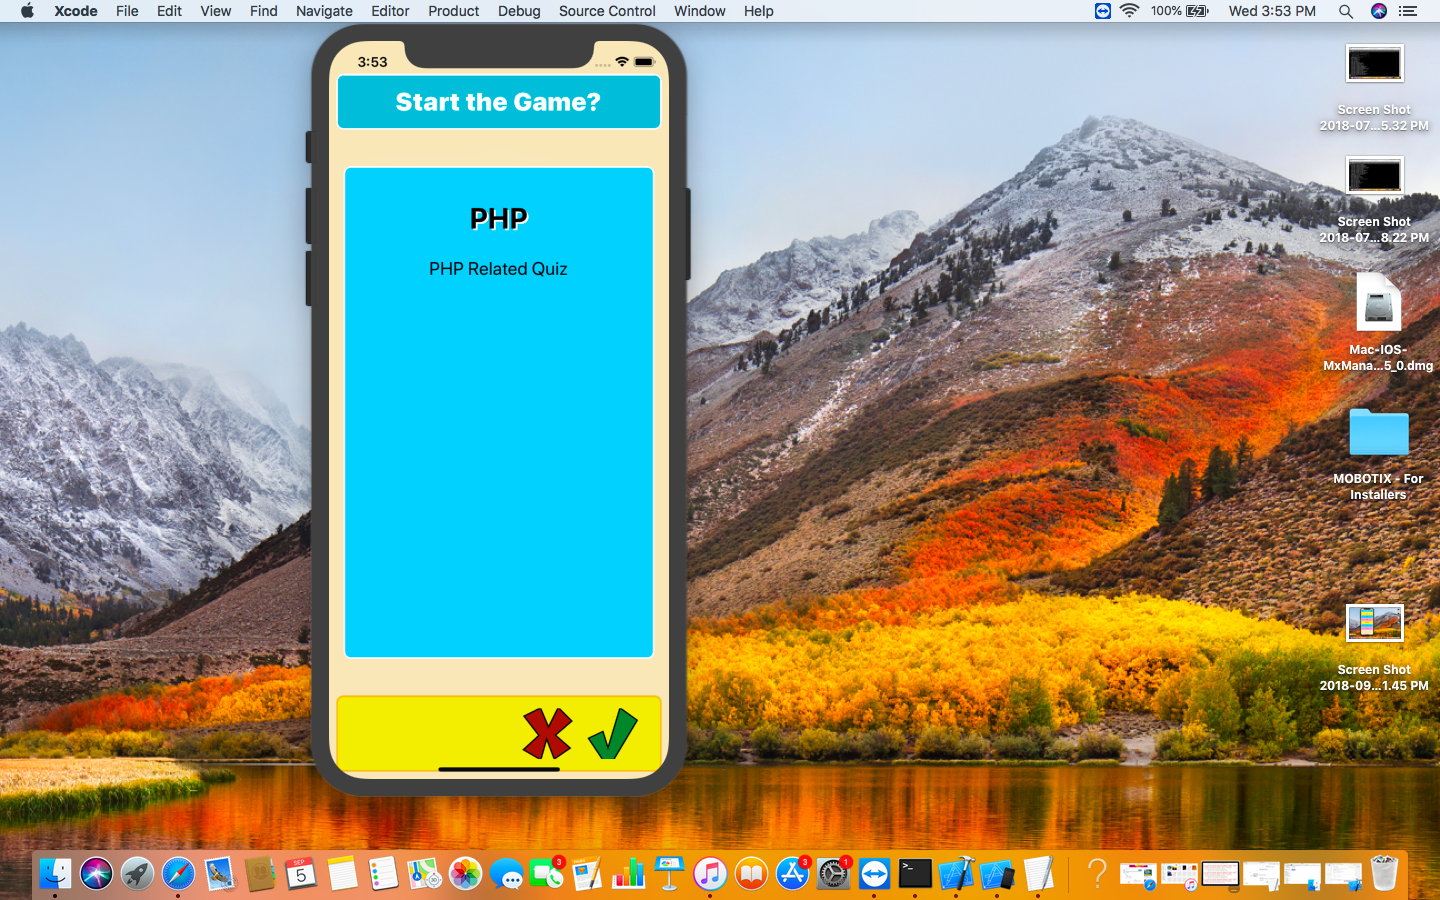 Xcode File Edit View Find Navigate Editor Product Debug Source Control Window Help
100% Wed 3:53 PM
3:53
Start the Game?
PHP
PHP Related Quiz
Screen Shot
2018-07...5.32 PM
Screen Shot
2018-07...8.22 PM
Mac-IOS-
MxMana...5_0.dmg
MOBOTIX - For
Installers
Screen Shot
2018-09...1.45 PM
SEP
5
3
3
1